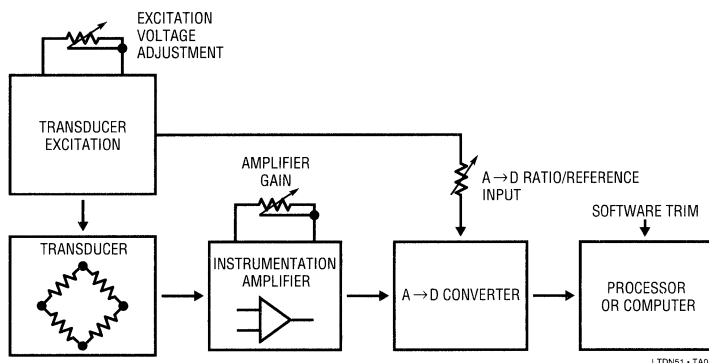 EXCITATION
VOLTAGE
ADJUSTMENT
TRANSDUCER
EXCITATION
AMPLIFIER
GAIN
A→D RATIO/REFERENCE
INPUT
SOFTWARE TRIM
TRANSDUCER
INSTRUMENTATION
AMPLIFIER
A→D CONVERTER
PROCESSOR
OR COMPUTER